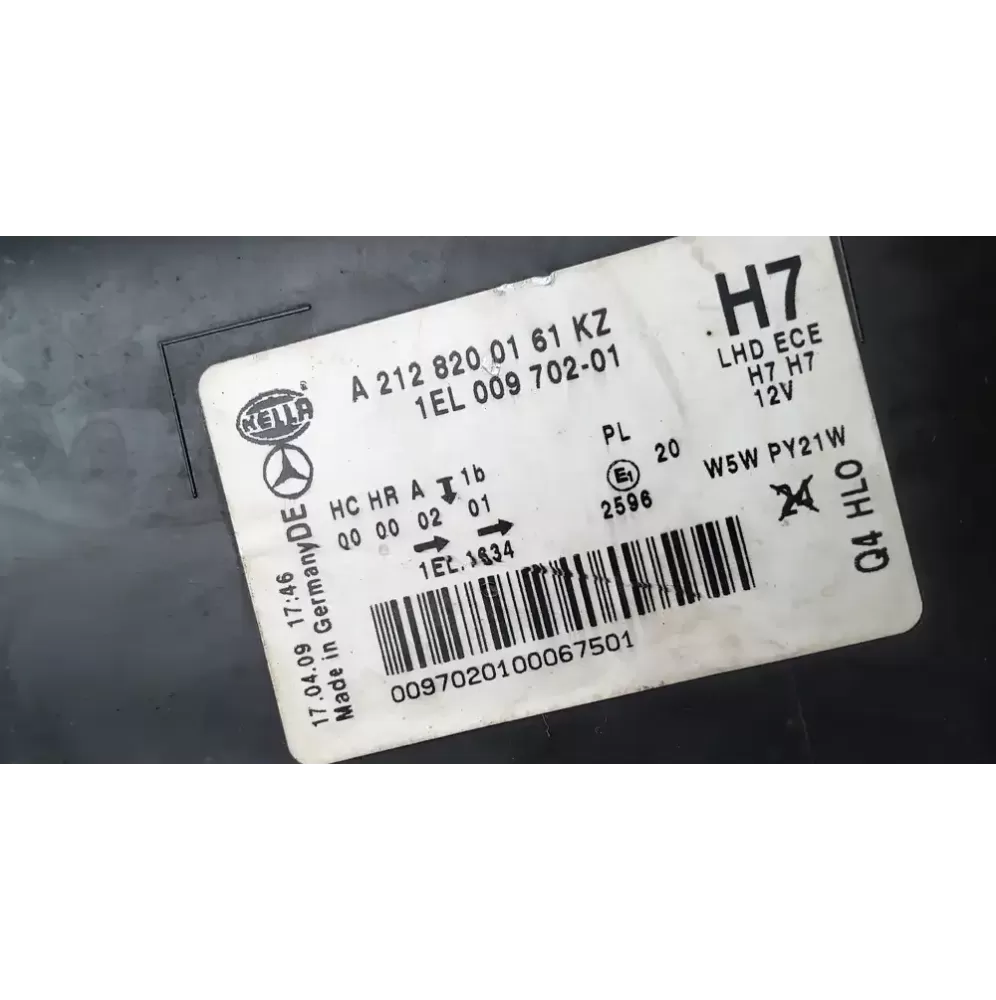 H7
A 212 820 01 61 KZ
1EL 009 702-01
LHD ECE
H7 H7
12V
HELLA ®
PL
E1
20
2596
W5W PY21W
24
HC HR A 1b
00 00 02 01
1EL.1634
DE
Q4 HLO
17.04.09 17:46
Made in Germany
0097020100067501